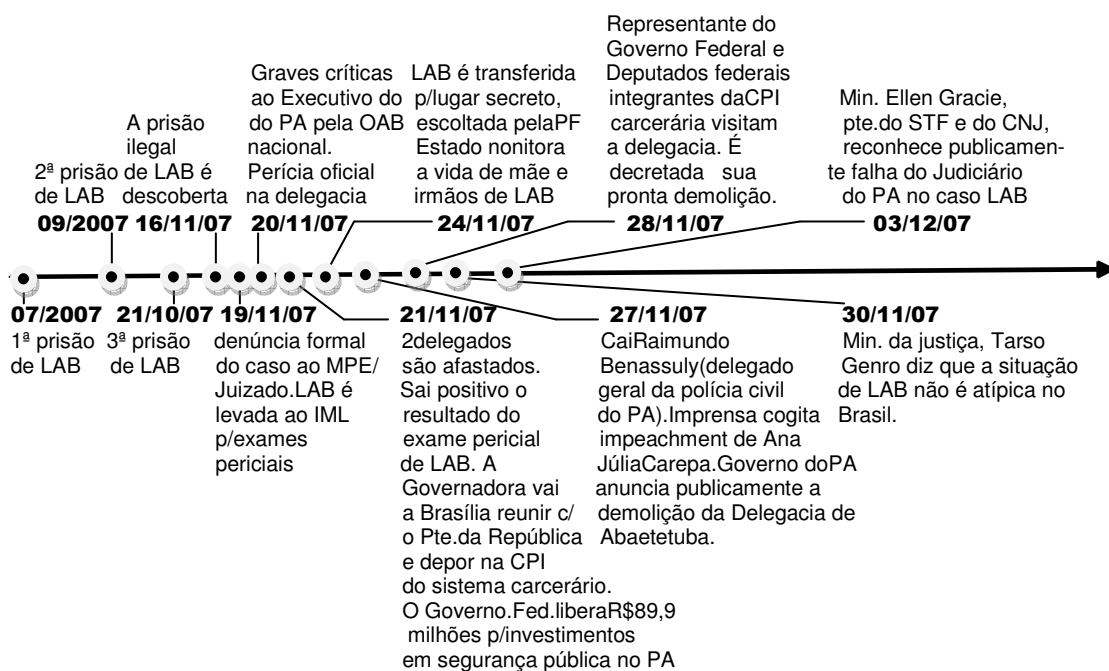 Representante do
Governo Federal e
Deputados federais
integrantes daCPI
carcerária visitam
a delegacia. É
decretada sua
pronta demolição.
28/11/07
Graves críticas
ao Executivo do
do PA pela OAB
nacional.
Perícia oficial
na delegacia
20/11/07
LAB é transferida
p/lugar secreto,
escoltada pelaPF
Estado nonitora
a vida de mãe e
irmãos de LAB
24/11/07
Min. Ellen Gracie,
pte.do STF e do CNJ,
reconhece publicamen-
te falha do Judiciário
do PA no caso LAB
03/12/07
A prisão
ilegal
de LAB é
descoberta
16/11/07
2ª prisão
de LAB
09/2007
07/2007
1ª prisão
de LAB
21/10/07
3ª prisão
de LAB
19/11/07
denúncia formal
do caso ao MPE/
Juizado.LAB é
levada ao IML
p/exames
periciais
21/11/07
2delegados
são afastados.
Sai positivo o
resultado do
exame pericial
de LAB. A
Governadora vai
a Brasília reunir c/
o Pte.da República
e depor na CPI
do sistema carcerário.
O Governo.Fed.liberaR$89,9
milhões p/investimentos
em segurança pública no PA
27/11/07
CaiRaimundo
Benassuly(delegado
geral da polícia civil
do PA).Imprensa cogita
impeachment de Ana
JúliaCarepa.Governo doPA
anuncia publicamente a
demolição da Delegacia de
Abaetetuba.
30/11/07
Min. da justiça, Tarso
Genro diz que a situação
de LAB não é atípica no
Brasil.